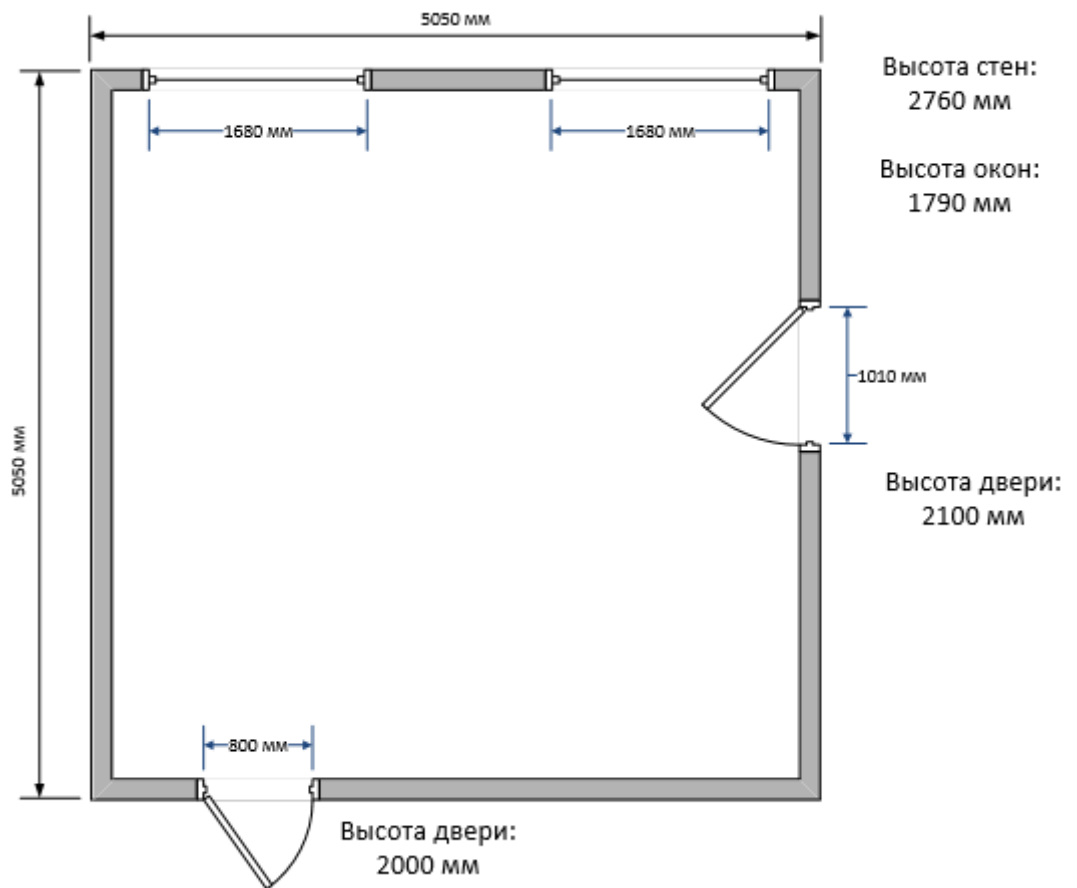 5050 мм
Высота стен:
2760 мм
1680 мм
1680 мм
Высота окон:
1790 мм
1010 мм
5050 мм
Высота двери:
2100 мм
800 мм
Высота двери:
2000 мм